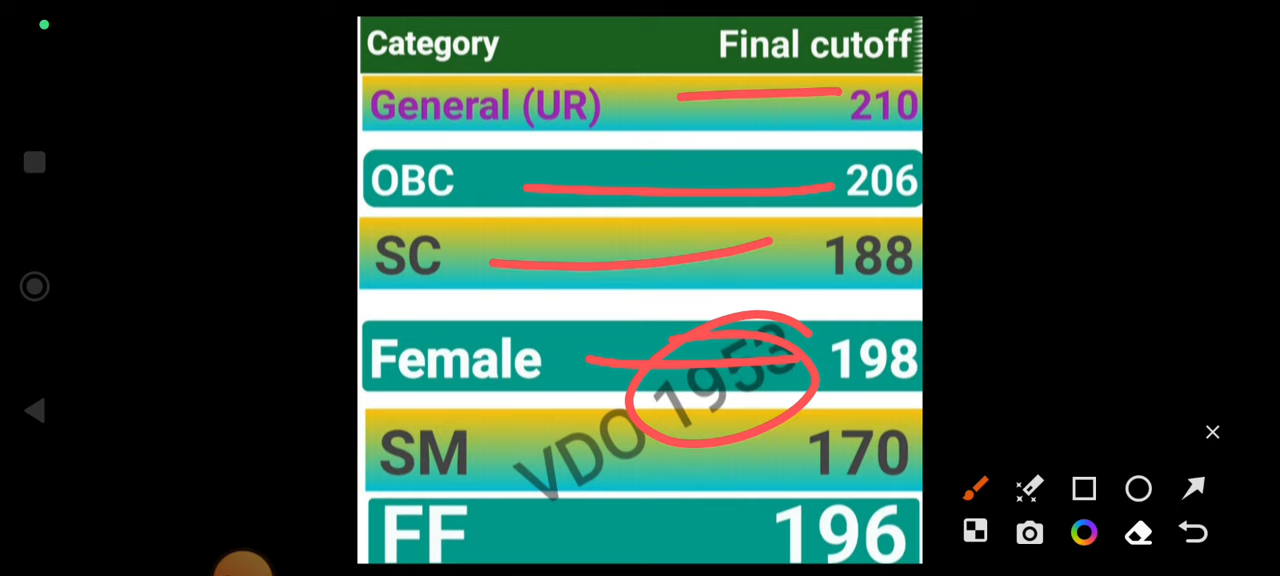 Category Final cutoff
General (UR) 210
OBC 206
SC 188
Female 198
VDO 1953
SM 170
FF 196